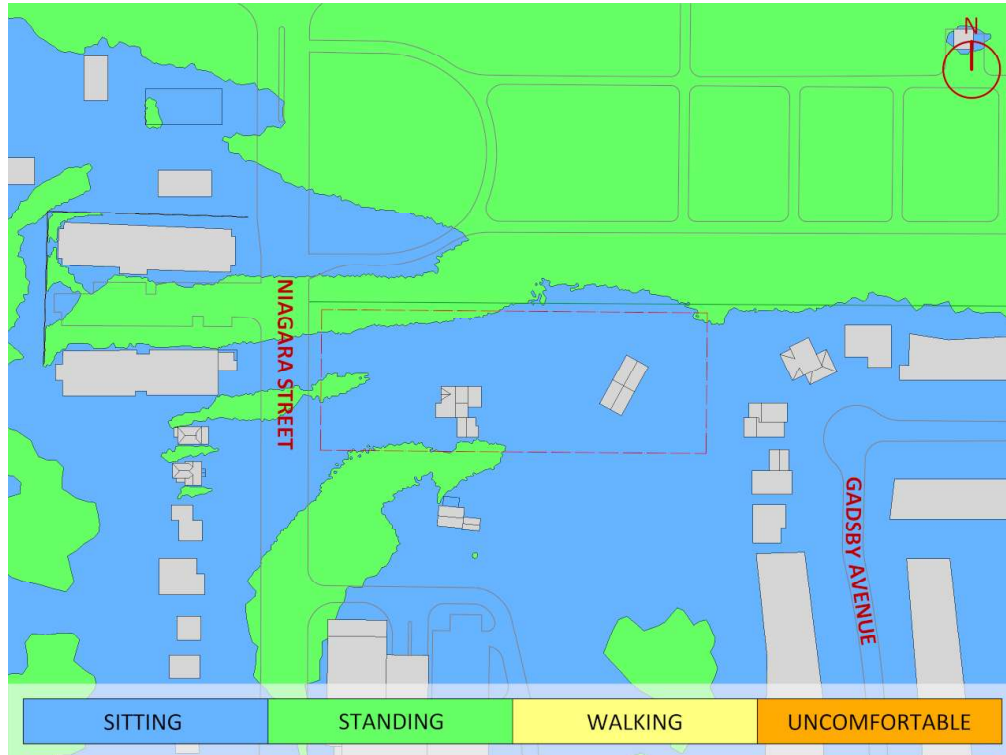 N
NIAGARA STREET
GADSBY AVENUE
SITTING
STANDING
WALKING
UNCOMFORTABLE